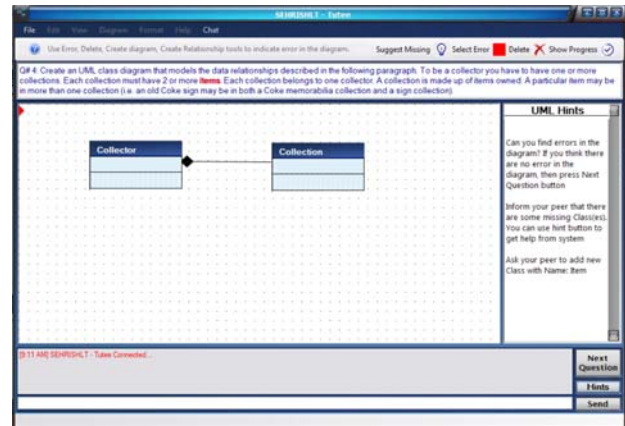 SEHRISHLT - Tutee
File Edit View Diagram Format Help Chat
Use Error, Delete, Create diagram, Create Relationship tools to indicate error in the diagram. Suggest Missing Select Error Delete Show Progress
Q# 4: Create an UML class diagram that models the data relationships described in the following paragraph. To be a collector you have to have one or more
collections. Each collection must have 2 or more items. Each collection belongs to one collector. A collection is made up of items owned. A particular item may be
in more than one collection (i.e. an old Coke sign may be in both a Coke memorabilia collection and a sign collection).
UML Hints
Collector
Collection
Can you find errors in the
diagram? If you think there
are no error in the
diagram, then press Next
Question button
Inform your peer that there
are some missing Class(es).
You can use hint button to
get help from system
Ask your peer to add new
Class with Name: Item
[9:11 AM] SEHRISHLT - Tutee Connected...
Next
Question
Hints
Send